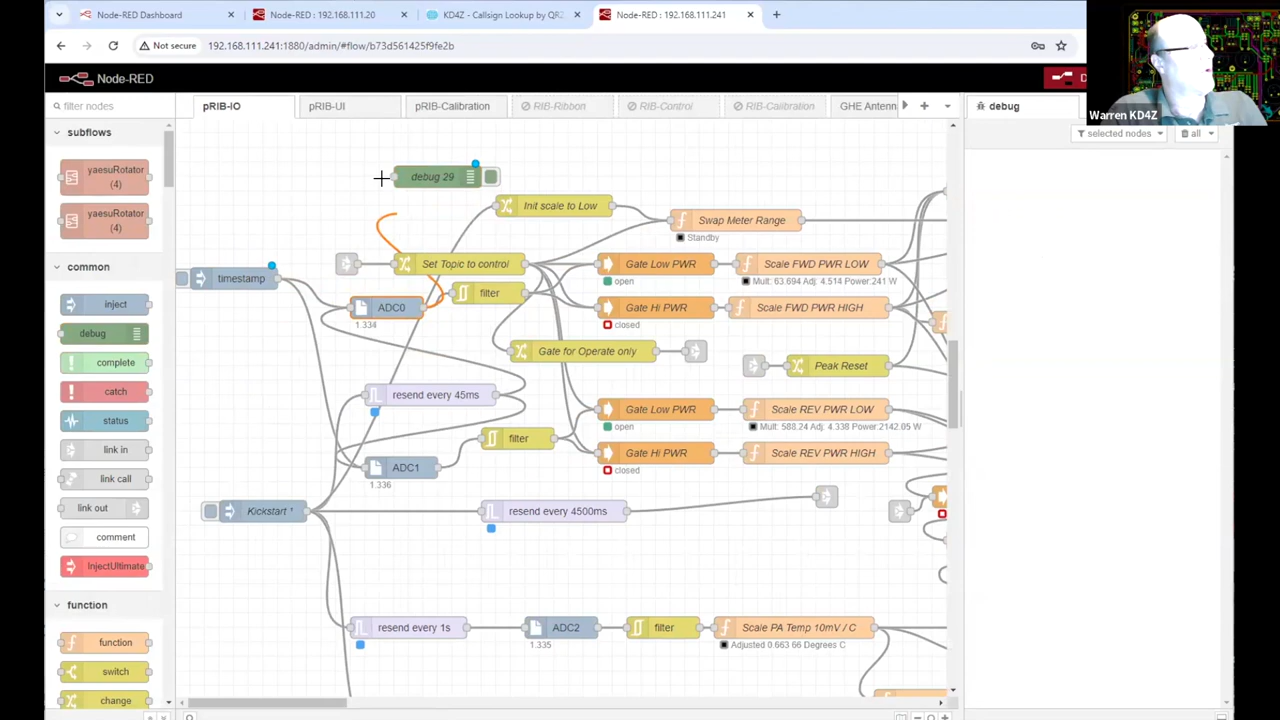 Node-RED Dashboard
Node-RED : 192.168.111.20
KD4Z - Callsign Lookup by QRZ
Node-RED : 192.168.111.241
Not secure
192.168.111.241:1880/admin/#flow/b73d561425f9fe2b
Node-RED
D
Warren KD4Z
filter nodes
pRIB-IO
pRIB-UI
pRIB-Calibration
RIB-Ribbon
RIB-Control
RIB-Calibration
GHE Antenn
debug
selected nodes
all
subflows
yaesuRotator
(4)
yaesuRotator
(4)
common
inject
debug
complete
catch
status
link in
link call
link out
comment
InjectUltimate
function
function
switch
change
debug 29
Init scale to Low
Swap Meter Range
Standby
timestamp
Set Topic to control
Gate Low PWR
open
Scale FWD PWR LOW
Mult: 63.694 Adj: 4.514 Power:241 W
ADC0
1.334
filter
Gate Hi PWR
closed
Scale FWD PWR HIGH
Gate for Operate only
Peak Reset
resend every 45ms
Gate Low PWR
open
Scale REV PWR LOW
Mult: 588.24 Adj: 4.338 Power:2142.05 W
filter
Gate Hi PWR
closed
Scale REV PWR HIGH
ADC1
1.336
Kickstart ¹
resend every 4500ms
resend every 1s
ADC2
1.335
filter
Scale PA Temp 10mV / C
Adjusted 0.663 66 Degrees C